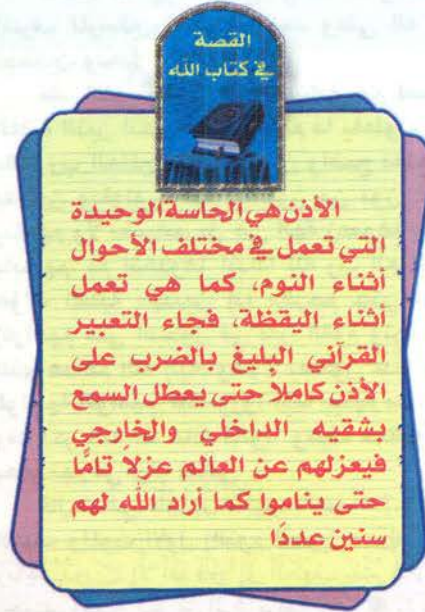 القصة
في كتاب الله
الأذن هي الحاسة الوحيدة
التي تعمل في مختلف الأحوال
أثناء النوم، كما هي تعمل
أثناء اليقظة، فجاء التعبير
القرآني البليغ بالضرب على
الأذن كاملاً حتى يعطل السمع
بشقيه الداخلي والخارجي
فيعزلهم عن العالم عزلاً تامًّا
حتى يناموا كما أراد الله لهم
سنين عددًا